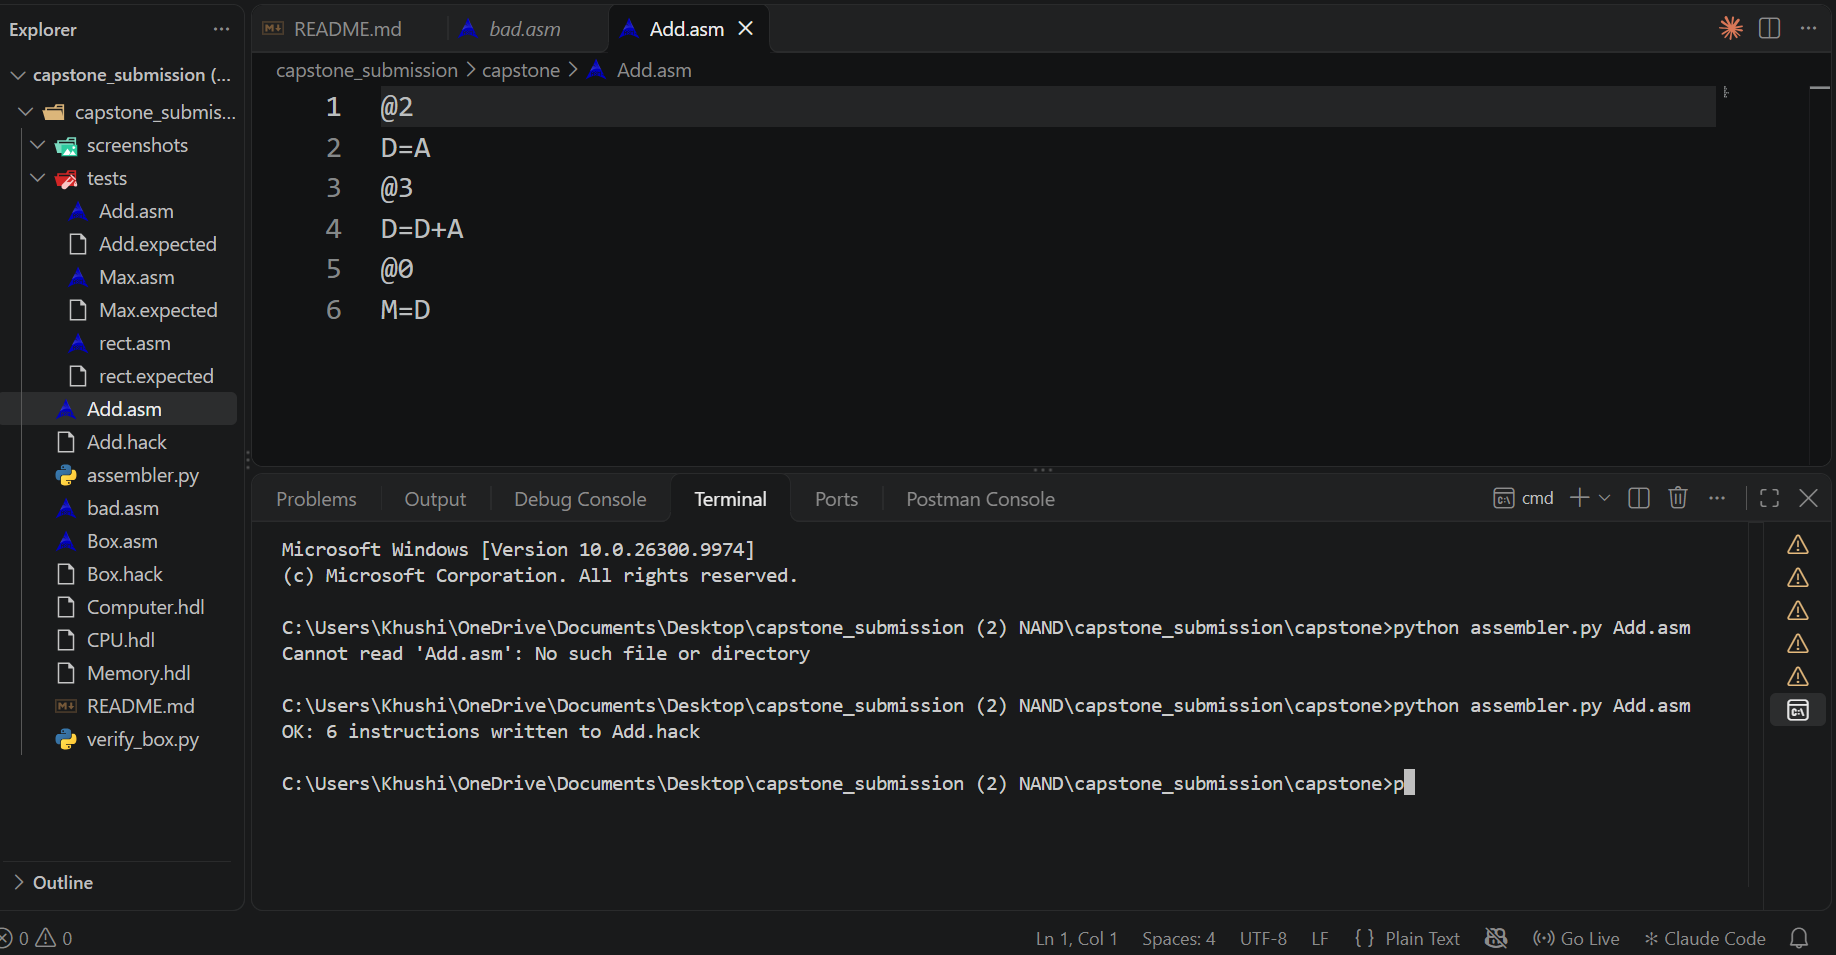 Explorer
capstone_submission (...
capstone_submis...
screenshots
tests
Add.asm
Add.expected
Max.asm
Max.expected
rect.asm
rect.expected
Add.asm
Add.hack
assembler.py
bad.asm
Box.asm
Box.hack
Computer.hdl
CPU.hdl
Memory.hdl
README.md
verify_box.py
Outline
README.md bad.asm Add.asm
capstone_submission > capstone > Add.asm
1 @2
2 D=A
3 @3
4 D=D+A
5 @0
6 M=D
Problems Output Debug Console Terminal Ports Postman Console cmd
Microsoft Windows [Version 10.0.26300.9974]
(c) Microsoft Corporation. All rights reserved.
C:\Users\Khushi\OneDrive\Documents\Desktop\capstone_submission (2) NAND\capstone_submission\capstone>python assembler.py Add.asm
Cannot read 'Add.asm': No such file or directory
C:\Users\Khushi\OneDrive\Documents\Desktop\capstone_submission (2) NAND\capstone_submission\capstone>python assembler.py Add.asm
OK: 6 instructions written to Add.hack
C:\Users\Khushi\OneDrive\Documents\Desktop\capstone_submission (2) NAND\capstone_submission\capstone>p
0 0 Ln 1, Col 1 Spaces: 4 UTF-8 LF { } Plain Text Go Live Claude Code